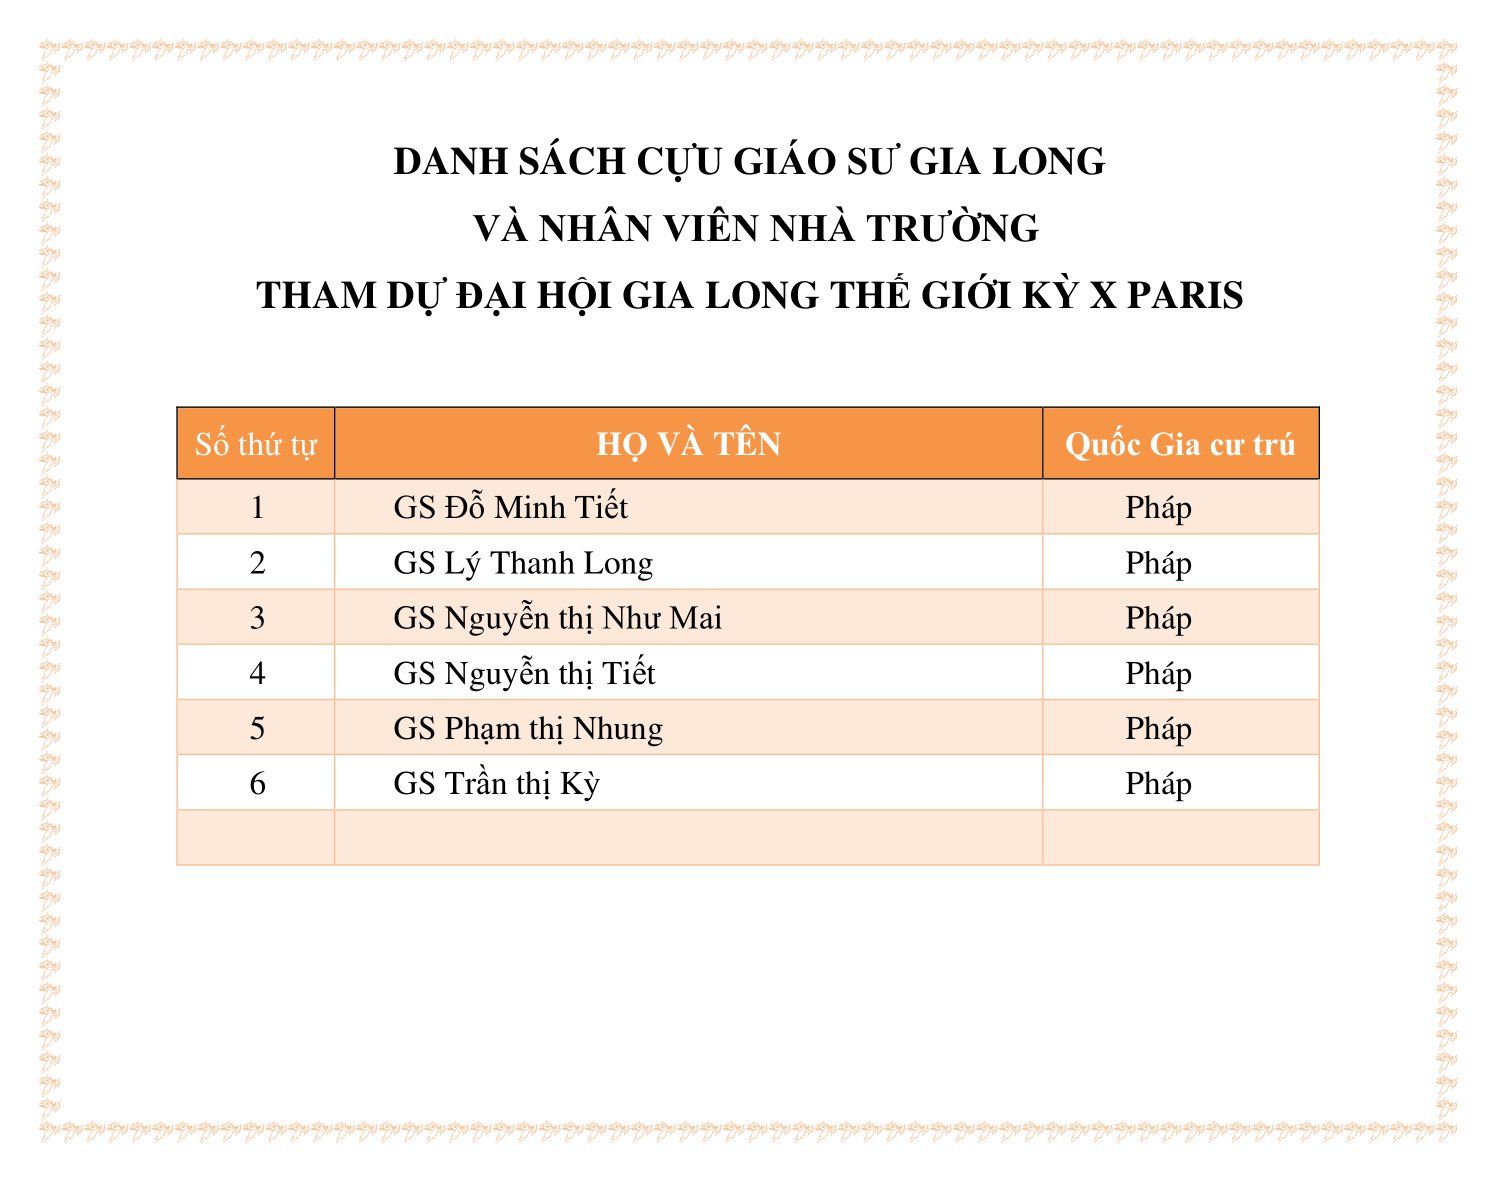 DANH SÁCH CỰU GIÁO SƯ GIA LONG
VÀ NHÂN VIÊN NHÀ TRƯỜNG
THAM DỰ ĐẠI HỘI GIA LONG THẾ GIỚI KỲ X PARIS
Số thứ tự HỌ VÀ TÊN Quốc Gia cư trú
1 GS Đỗ Minh Tiết Pháp
2 GS Lý Thanh Long Pháp
3 GS Nguyễn thị Như Mai Pháp
4 GS Nguyễn thị Tiết Pháp
5 GS Phạm thị Nhung Pháp
6 GS Trần thị Kỳ Pháp